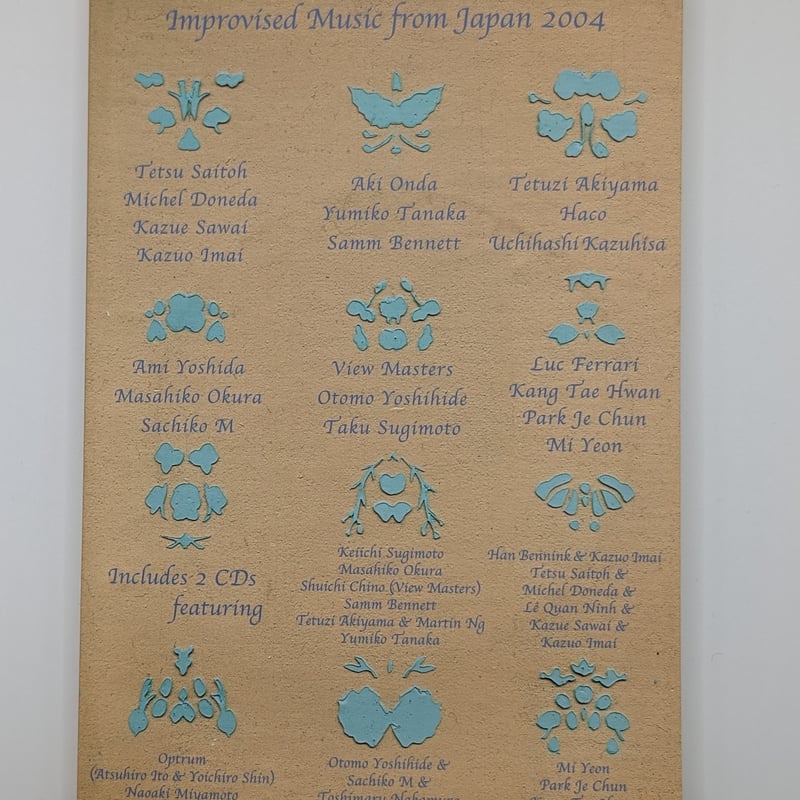 Improvised Music from Japan 2004
Tetsu Saitoh
Michel Doneda
Kazue Sawai
Kazuo Imai
Aki Onda
Yumiko Tanaka
Samm Bennett
Tetuzi Akiyama
Haco
Uchihashi Kazuhisa
Ami Yoshida
Masahiko Okura
Sachiko M
View Masters
Otomo Yoshihide
Taku Sugimoto
Luc Ferrari
Kang Tae Hwan
Park Je Chun
Mi Yeon
Includes 2 CDs
featuring
Keiichi Sugimoto
Masahiko Okura
Shuichi Chino (View Masters)
Samm Bennett
Tetuzi Akiyama & Martin Ng
Yumiko Tanaka
Han Bennink & Kazuo Imai
Tetsu Saitoh &
Michel Doneda &
Lê Quan Ninh &
Kazue Sawai &
Kazuo Imai
Optrum
(Atsuhiro Ito & Yoichiro Shin)
Naoaki Miyamoto
Otomo Yoshihide &
Sachiko M &
Toshimaru Nakamura
Mi Yeon
Park Je Chun